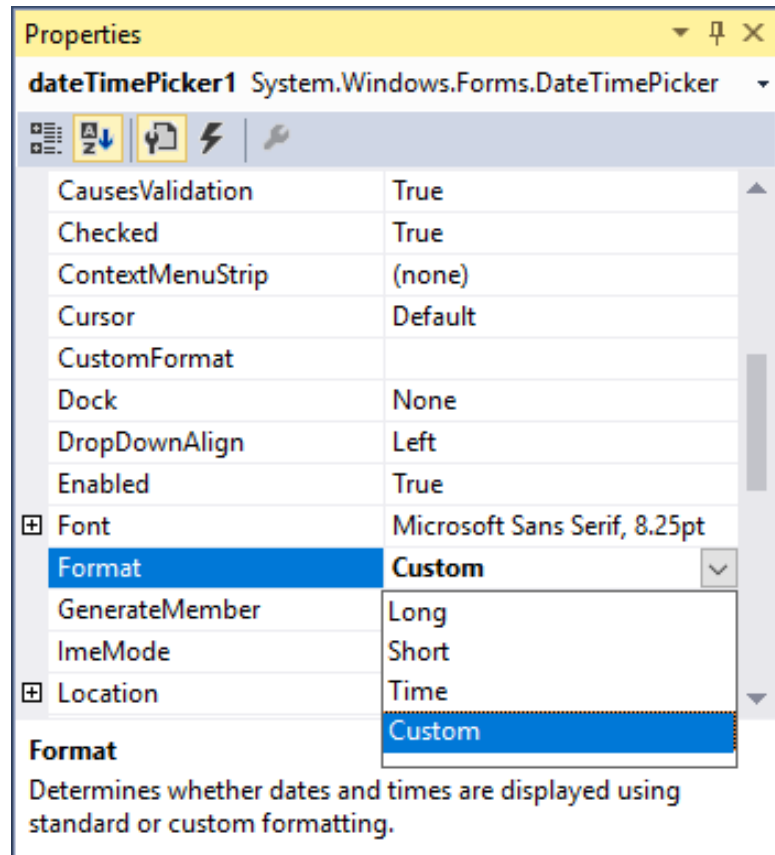 Properties
dateTimePicker1 System.Windows.Forms.DateTimePicker
CausesValidation True
Checked True
ContextMenuStrip (none)
Cursor Default
CustomFormat
Dock None
DropDownAlign Left
Enabled True
Font Microsoft Sans Serif, 8.25pt
Format Custom
GenerateMember Long
ImeMode Short
Location Time
Custom
Format
Determines whether dates and times are displayed using
standard or custom formatting.